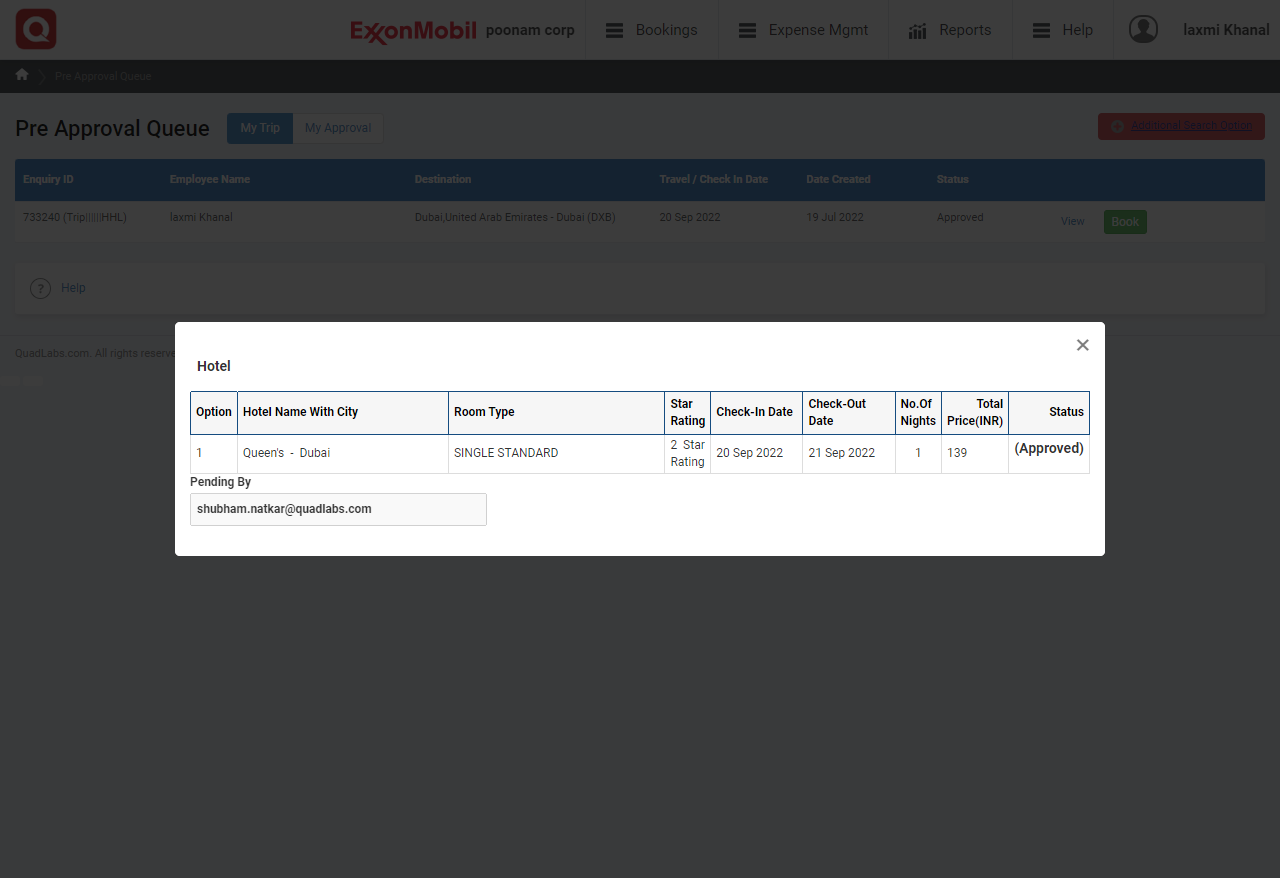 ExxonMobil poonam corp Bookings Expense Mgmt Reports Help laxmi Khanal
Pre Approval Queue
Pre Approval Queue My Trip My Approval Additional Search Option
Enquiry ID Employee Name Destination Travel / Check In Date Date Created Status
733240 (Trip||||||HHL) laxmi Khanal Dubai,United Arab Emirates - Dubai (DXB) 20 Sep 2022 19 Jul 2022 Approved View Book
? Help
QuadLabs.com. All rights reserve
×
Hotel
Option Hotel Name With City Room Type Star Rating Check-In Date Check-Out Date No.Of Nights Total Price(INR) Status
1 Queen's - Dubai SINGLE STANDARD 2 Star Rating 20 Sep 2022 21 Sep 2022 1 139 (Approved)
Pending By
shubham.natkar@quadlabs.com